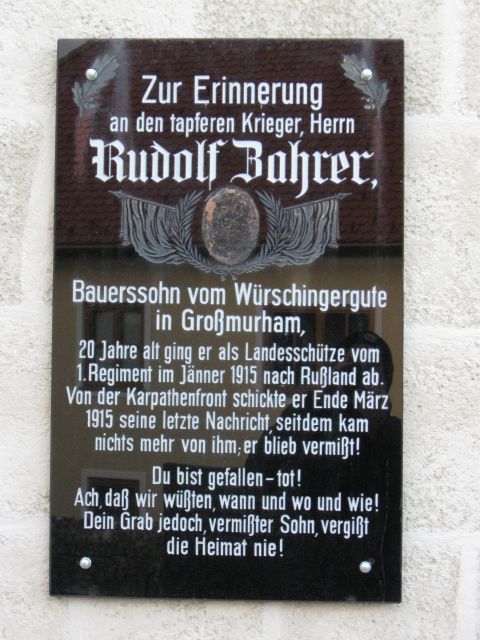 Zur Erinnerung
an den tapferen Krieger, Herrn
Rudolf Zahrer,
Bauerssohn vom Würschingergute
in Großmurham,
20 Jahre alt ging er als Landesschütze vom
1. Regiment im Jänner 1915 nach Rußland ab.
Von der Karpathenfront schickte er Ende März
1915 seine letzte Nachricht, seitdem kam
nichts mehr von ihm; er blieb vermißt!
Du bist gefallen – tot!
Ach, daß wir wüßten, wann und wo und wie!
Dein Grab jedoch, vermißter Sohn, vergißt
die Heimat nie!